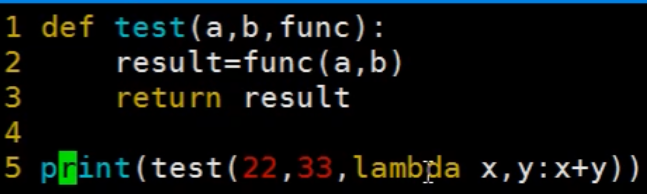 1 def test(a,b,func):
2     result=func(a,b)
3     return result
4
5 print(test(22,33,lambda x,y:x+y))